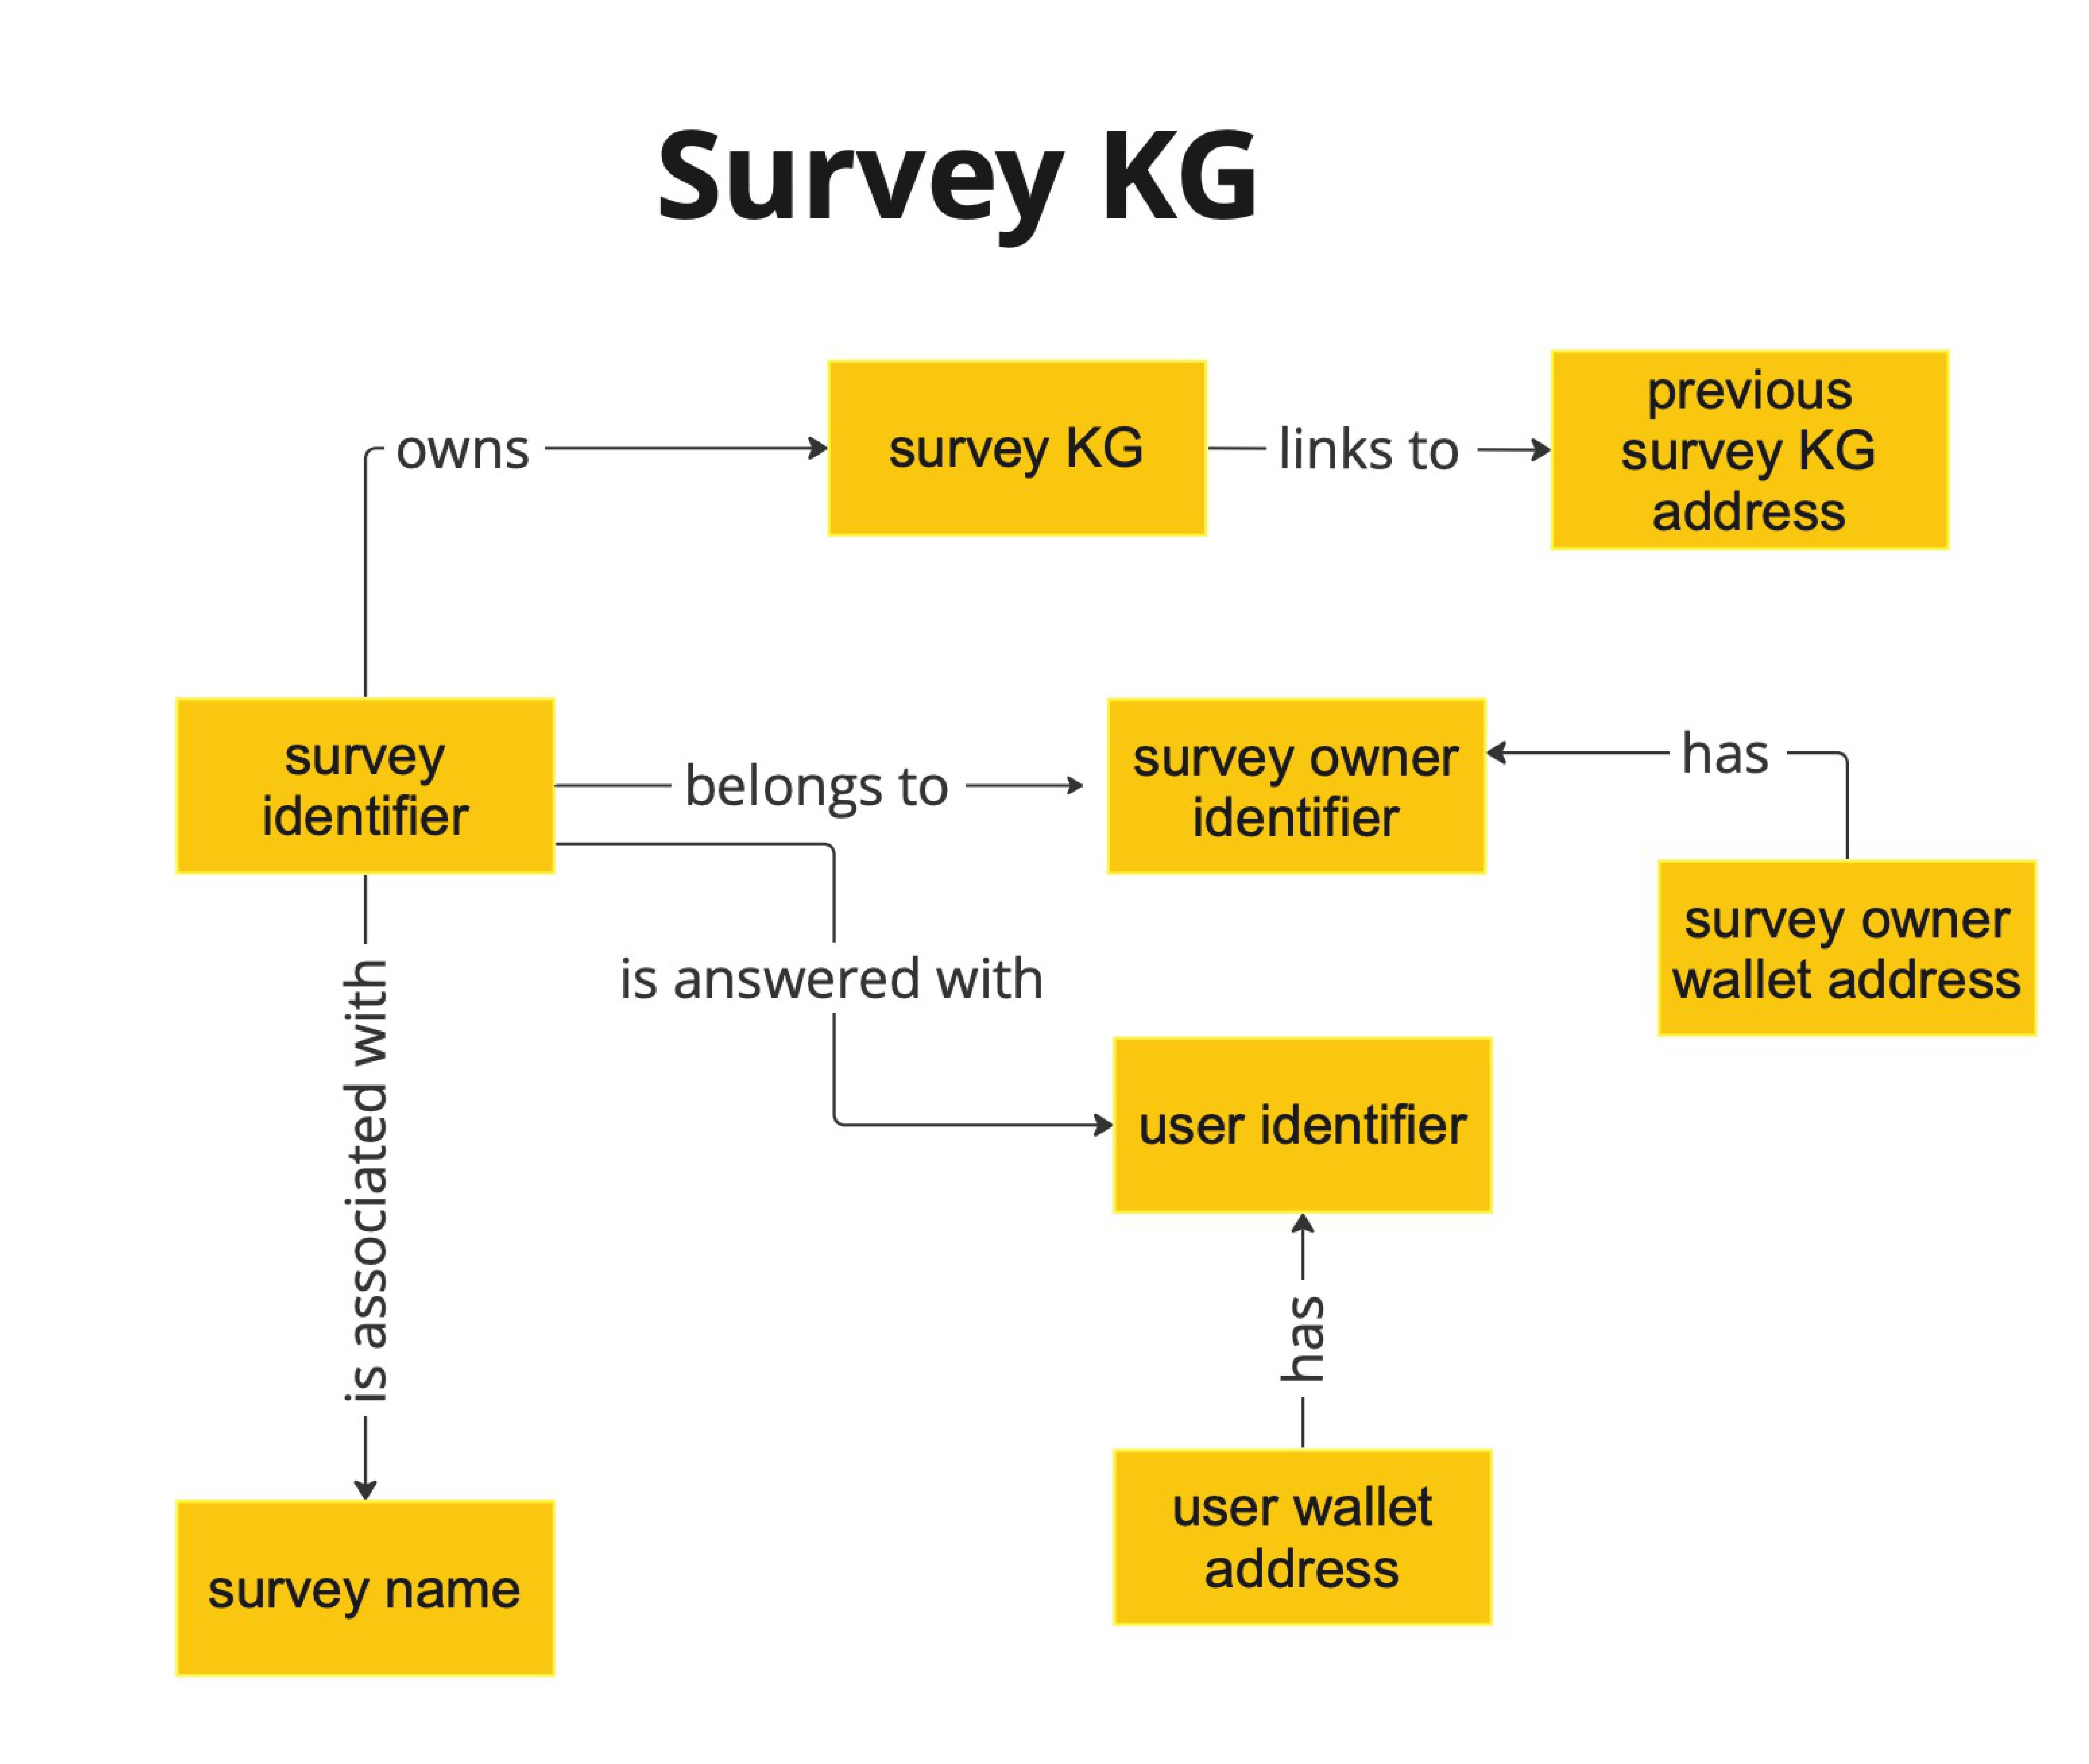 Survey KG
owns
survey KG
links to
previous
survey KG
address
survey
identifier
belongs to
survey owner
identifier
has
survey owner
wallet address
is answered with
is associated with
user identifier
has
user wallet
address
survey name